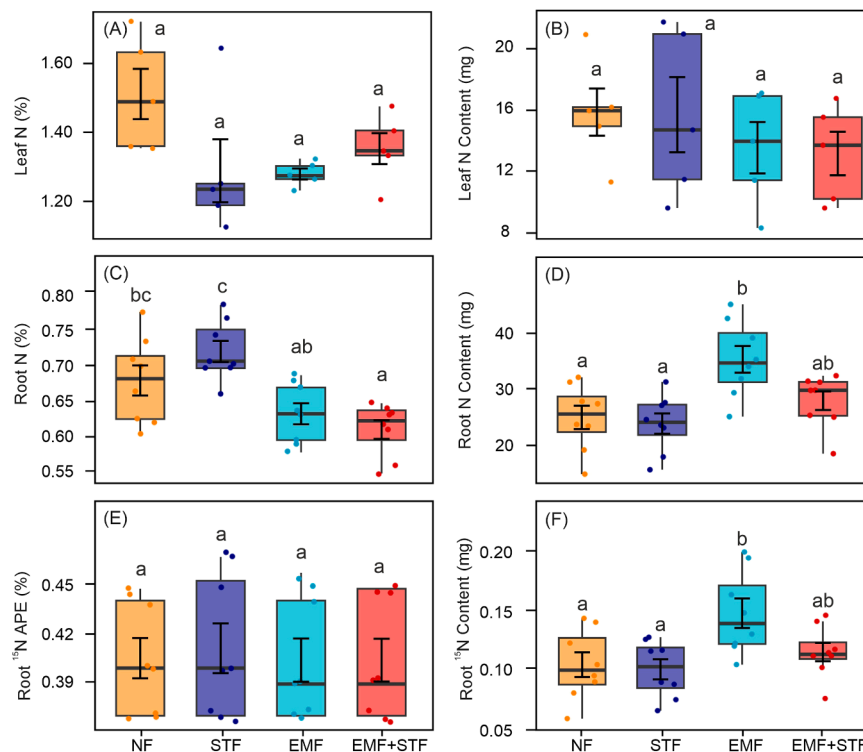 (A)
Leaf N (%)
1.60
1.40
1.20
a
a
a
a
(B)
Leaf N Content (mg )
20
16
12
8
a
a
a
a
(C)
Root N (%)
0.80
0.75
0.70
0.65
0.60
0.55
bc
c
ab
a
(D)
Root N Content (mg)
40
30
20
a
a
b
ab
(E)
Root ¹⁵N APE (%)
0.45
0.42
0.39
a
a
a
a
NF STF EMF EMF+STF
(F)
Root ¹⁵N Content (mg)
0.20
0.15
0.10
0.05
a
a
b
ab
NF STF EMF EMF+STF